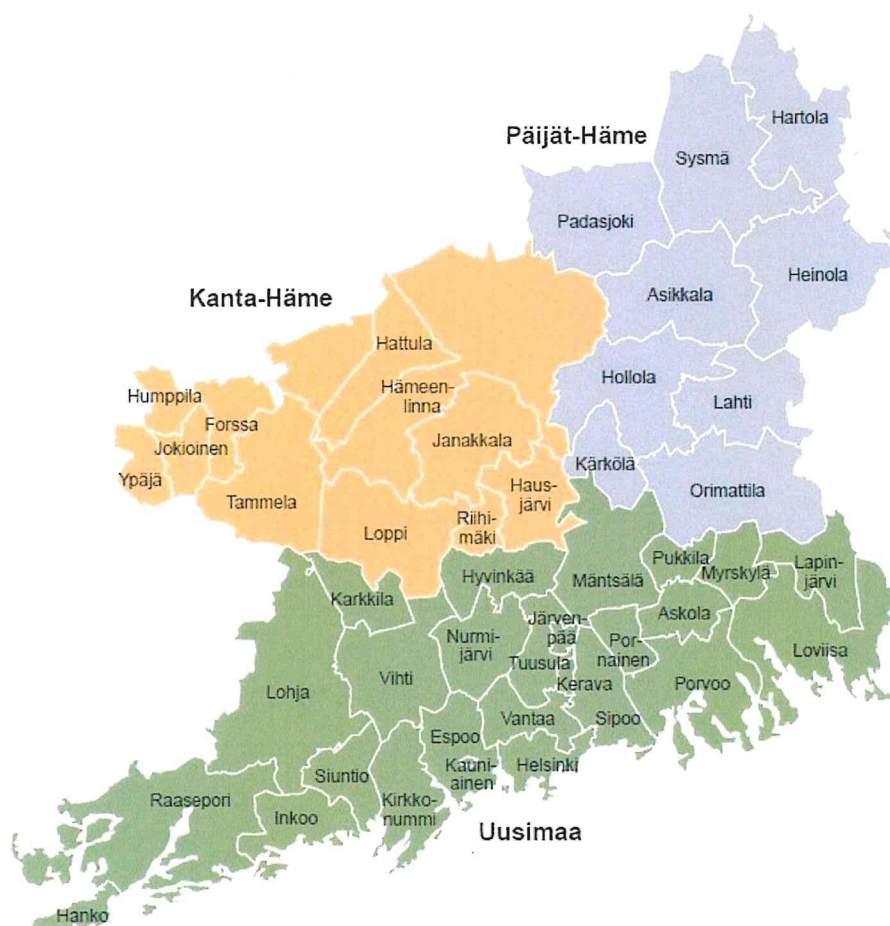 Päijät-Häme
Hartola
Sysmä
Padasjoki
Heinola
Asikkala
Kanta-Häme
Hattula
Hollola
Hämeen-
linna
Humppila
Lahti
Forssa
Janakkala
Jokioinen
Kärkölä
Ypäjä
Haus-
järvi
Orimattila
Tammela
Riihi-
mäki
Loppi
Pukkila
Lapin-
järvi
Myrskylä
Hyvinkää
Mäntsälä
Karkkila
Askola
Järven-
pää
Nurmi-
järvi
Por-
nainen
Loviisa
Tuusula
Vihti
Kerava
Porvoo
Lohja
Vantaa
Sipoo
Espoo
Kauni-
ainen
Helsinki
Siuntio
Raasepori
Kirkko-
nummi
Inkoo
Uusimaa
Hanko